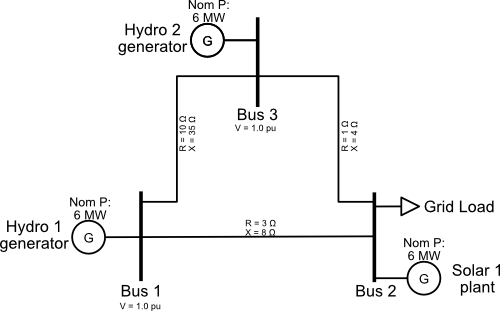 Nom P:
6 MW
Hydro 2
generator
G
Bus 3
V = 1.0 pu
R = 10 Ω
X = 35 Ω
R = 1 Ω
X = 4 Ω
Nom P:
6 MW
Hydro 1
generator
G
R = 3 Ω
X = 8 Ω
Grid Load
Nom P:
6 MW
G
Solar 1
plant
Bus 1
V = 1.0 pu
Bus 2